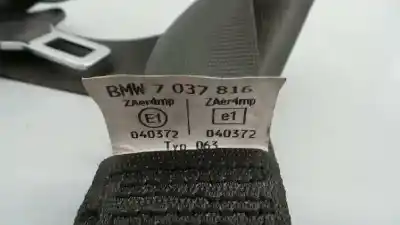 BMW 7 037 816
ZAer4mp ZAer4mp
E1 e1
040372 040372
Typ 063